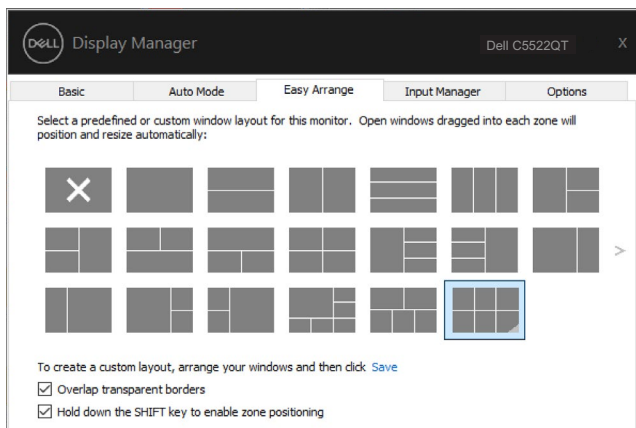 DELL Display Manager Dell C5522QT X
Basic Auto Mode Easy Arrange Input Manager Options
Select a predefined or custom window layout for this monitor. Open windows dragged into each zone will
position and resize automatically:
>
To create a custom layout, arrange your windows and then click Save
Overlap transparent borders
Hold down the SHIFT key to enable zone positioning